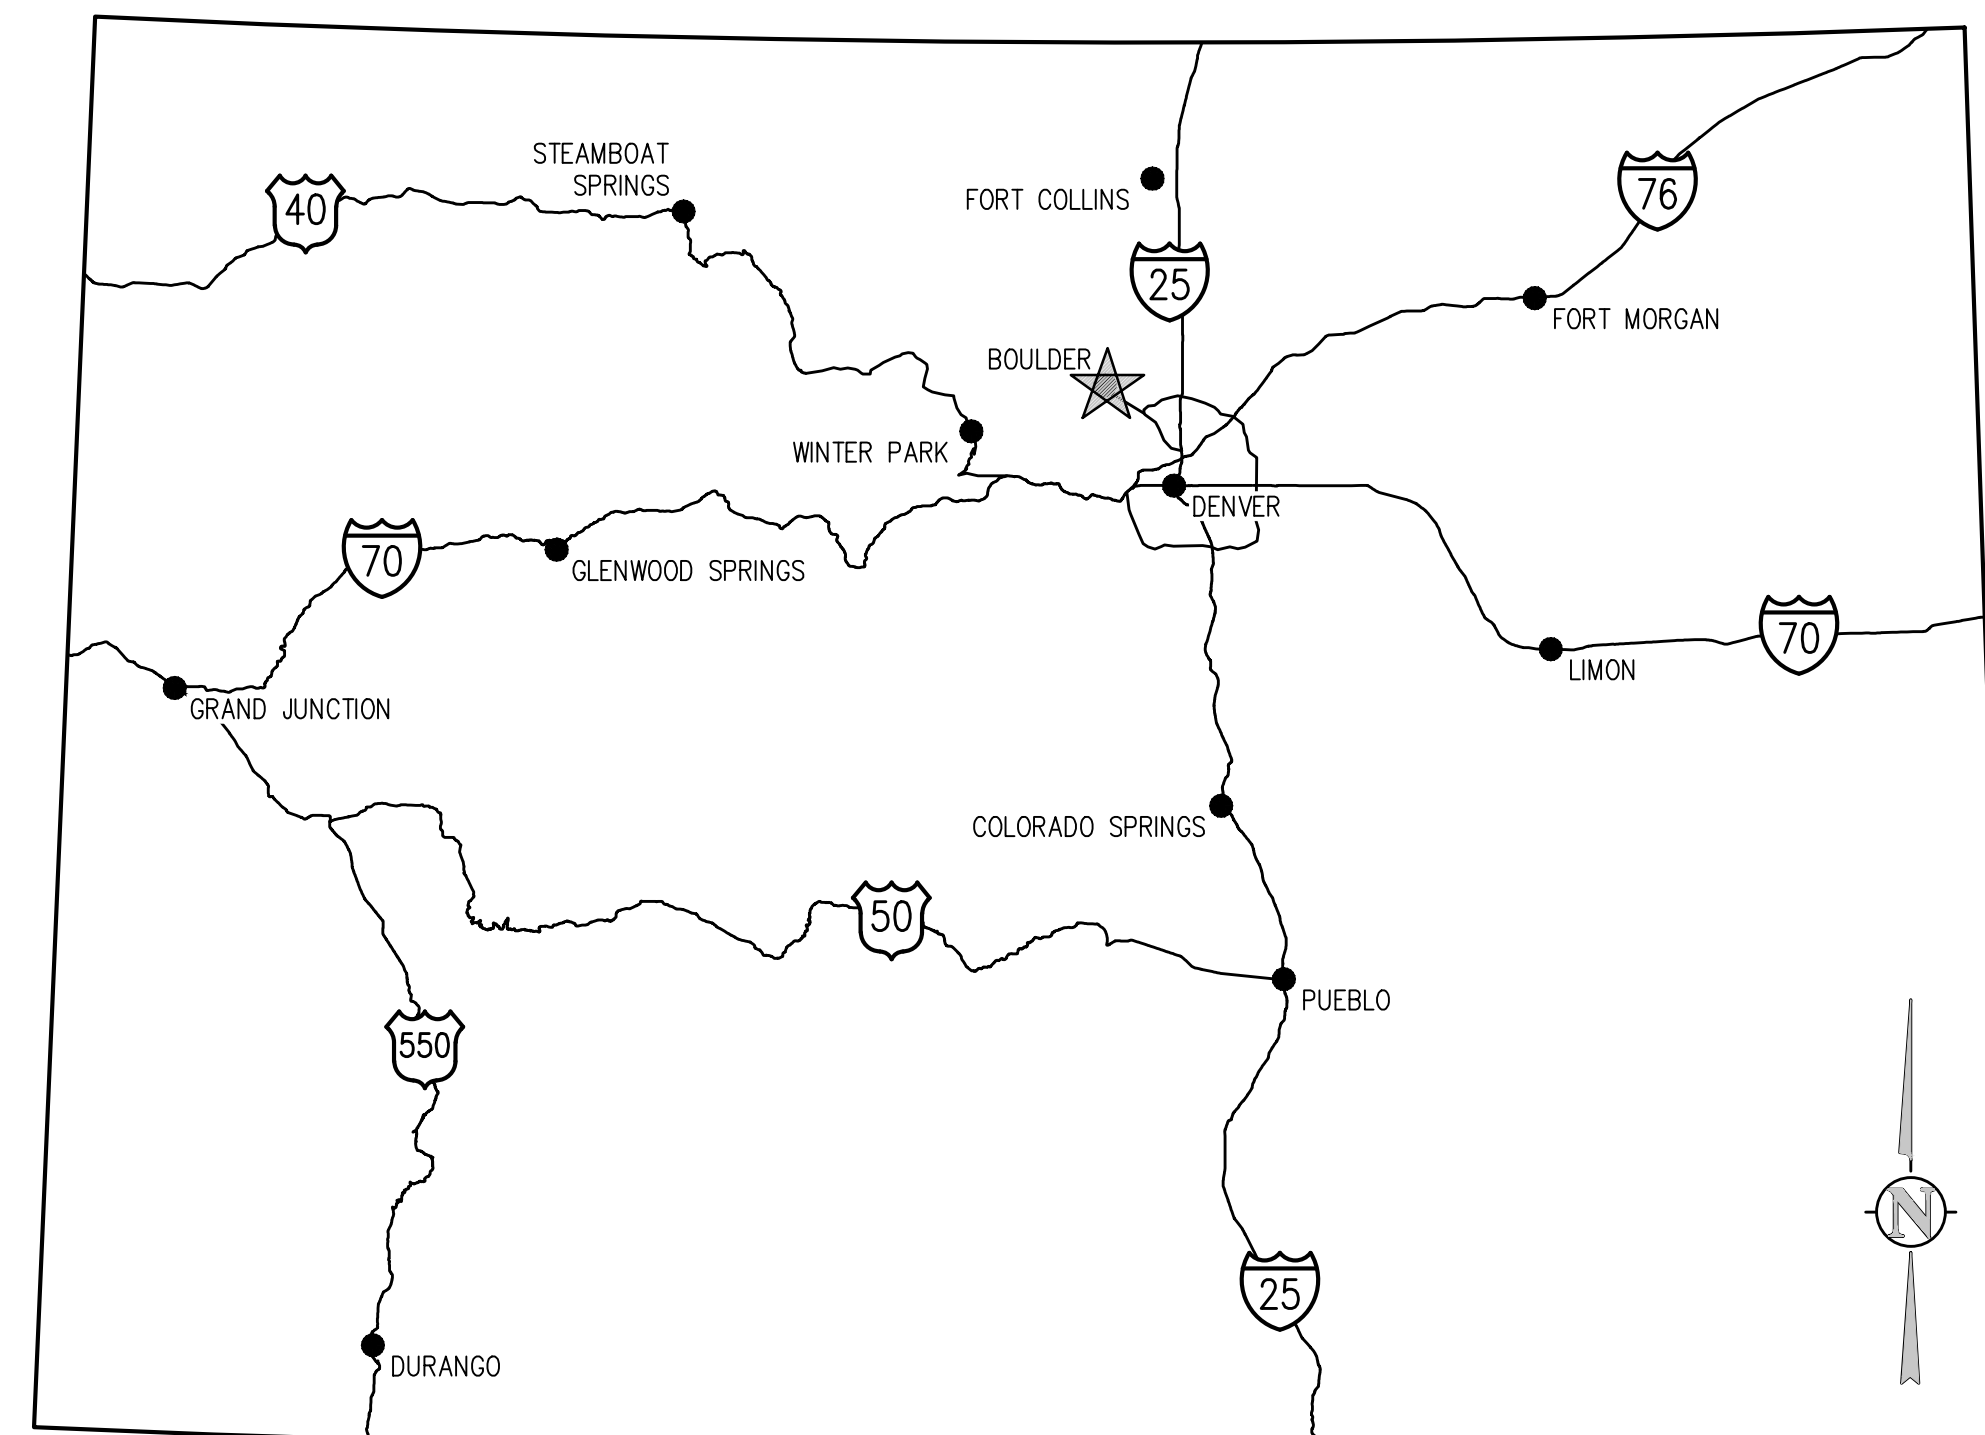 STEAMBOAT
SPRINGS
40
FORT COLLINS
76
25
FORT MORGAN
BOULDER
WINTER PARK
DENVER
70
GLENWOOD SPRINGS
70
LIMON
GRAND JUNCTION
COLORADO SPRINGS
50
PUEBLO
550
N
25
DURANGO